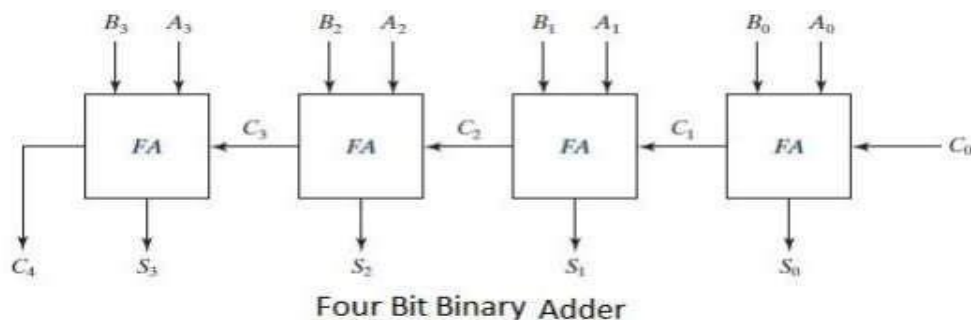 B₃ A₃ B₂ A₂ B₁ A₁ B₀ A₀
FA C₃ FA C₂ FA C₁ FA C₀
C₄ S₃ S₂ S₁ S₀
Four Bit Binary Adder